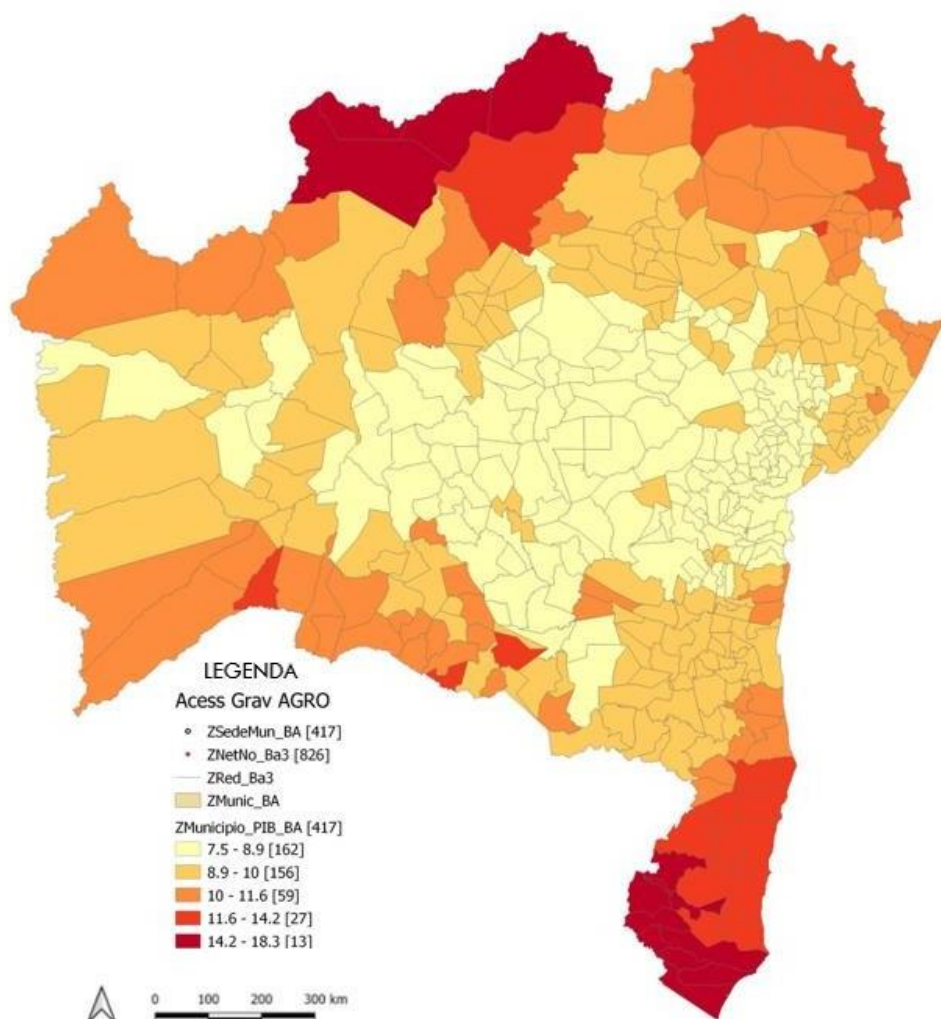 LEGENDA
Acess Grav AGRO
ZSedeMun_BA [417]
ZNetNo_Ba3 [826]
ZRed_Ba3
ZMunic_BA
ZMunicipio_PIB_BA [417]
7.5 - 8.9 [162]
8.9 - 10 [156]
10 - 11.6 [59]
11.6 - 14.2 [27]
14.2 - 18.3 [13]
0 100 200 300 km